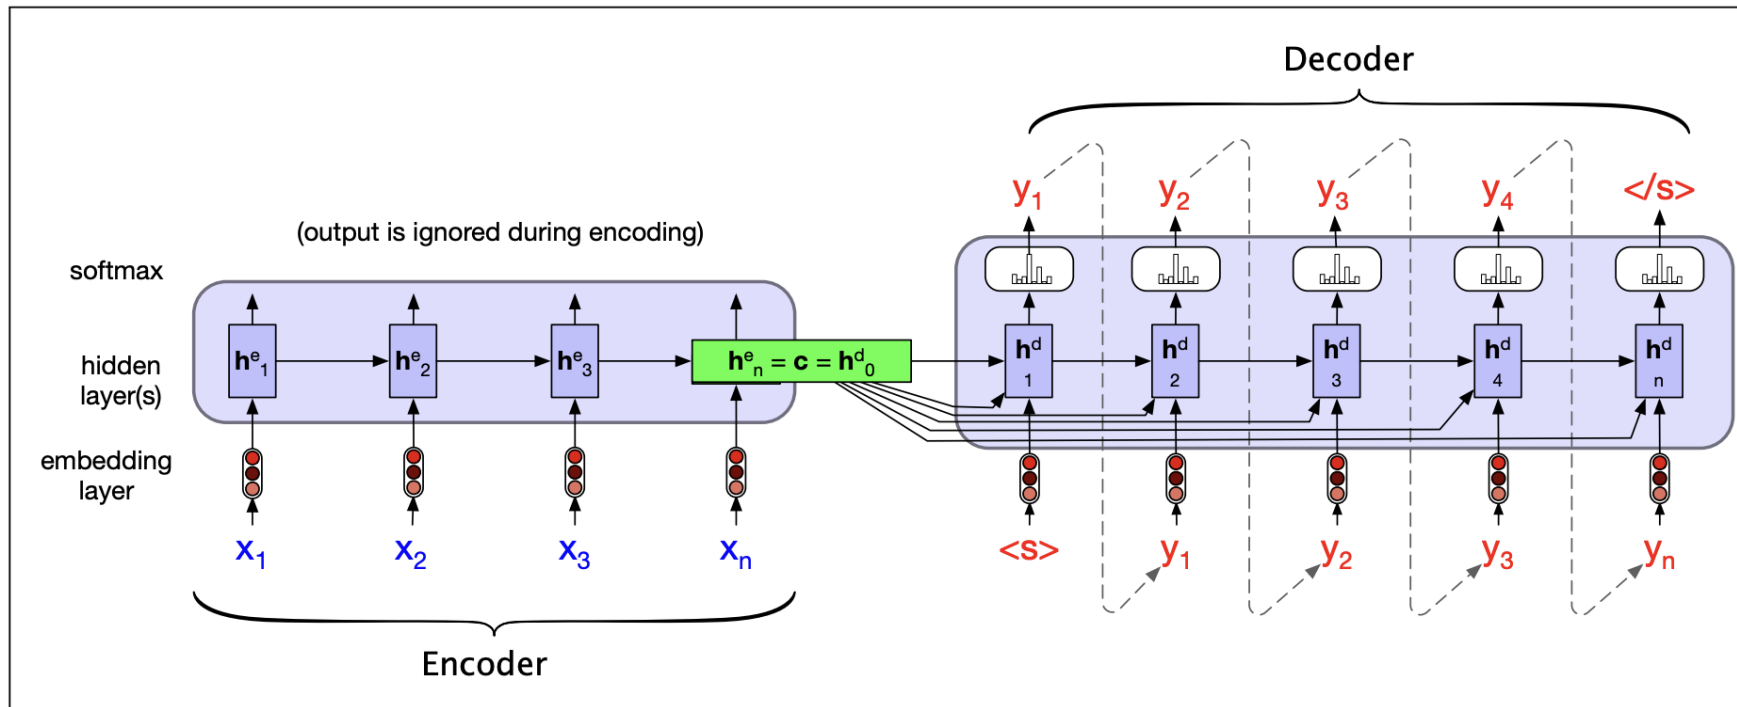 Decoder
y1 y2 y3 y4 </s>
(output is ignored during encoding)
softmax
hidden
layer(s)
he1 he2 he3 hen = c = hd0 hd1 hd2 hd3 hd4 hdn
embedding
layer
x1 x2 x3 xn <s> y1 y2 y3 yn
Encoder